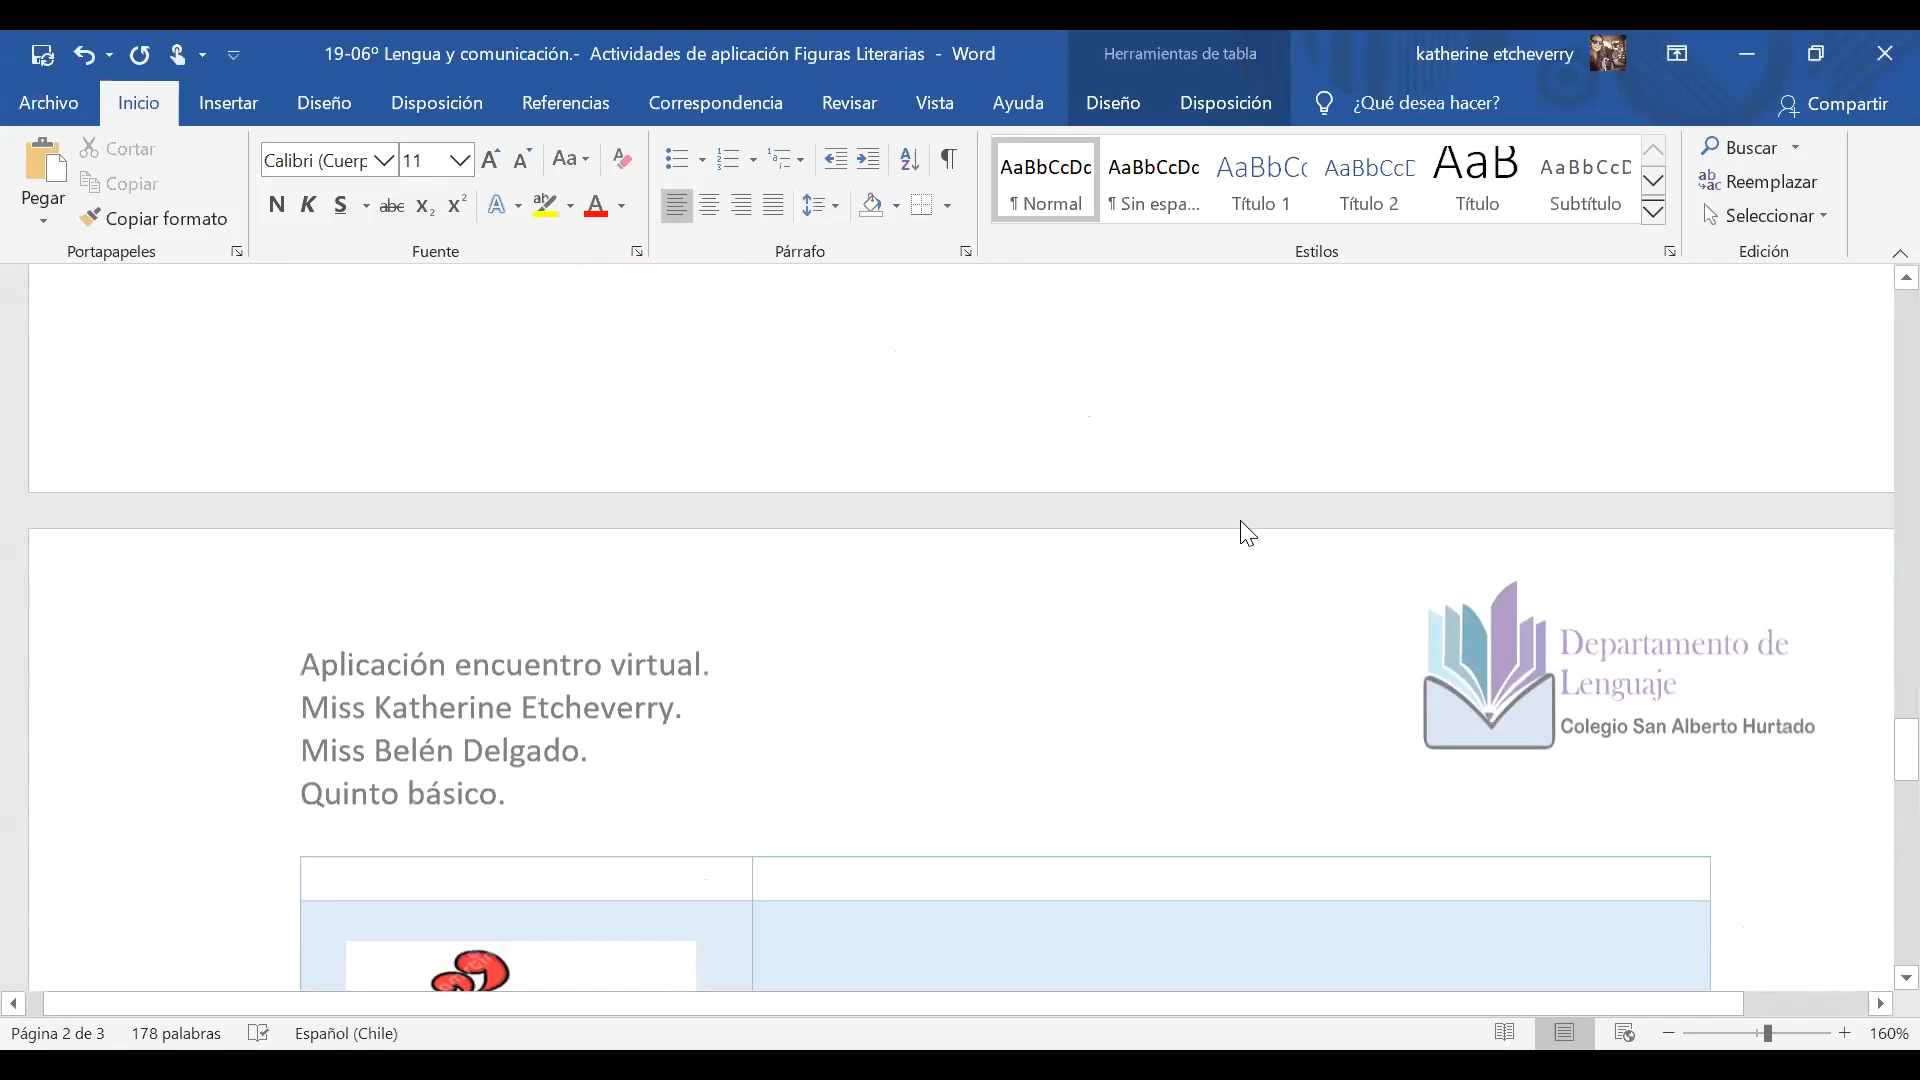 19-06º Lengua y comunicación.- Actividades de aplicación Figuras Literarias - Word
Herramientas de tabla
katherine etcheverry
Archivo Inicio Insertar Diseño Disposición Referencias Correspondencia Revisar Vista Ayuda Diseño Disposición ¿Qué desea hacer? Compartir
Pegar
Cortar
Copiar
Copiar formato
Portapapeles
Calibri (Cuerp 11
Aa
N K S abc X₂ X² A ab A
Fuente
Párrafo
AaBbCcDc AaBbCcDc AaBbCc AaBbCcD AaB AaBbCcD
¶ Normal ¶ Sin espa... Título 1 Título 2 Título Subtítulo
Estilos
Buscar
Reemplazar
Seleccionar
Edición
Aplicación encuentro virtual.
Miss Katherine Etcheverry.
Miss Belén Delgado.
Quinto básico.
Departamento de
Lenguaje
Colegio San Alberto Hurtado
Página 2 de 3 178 palabras Español (Chile) 160%